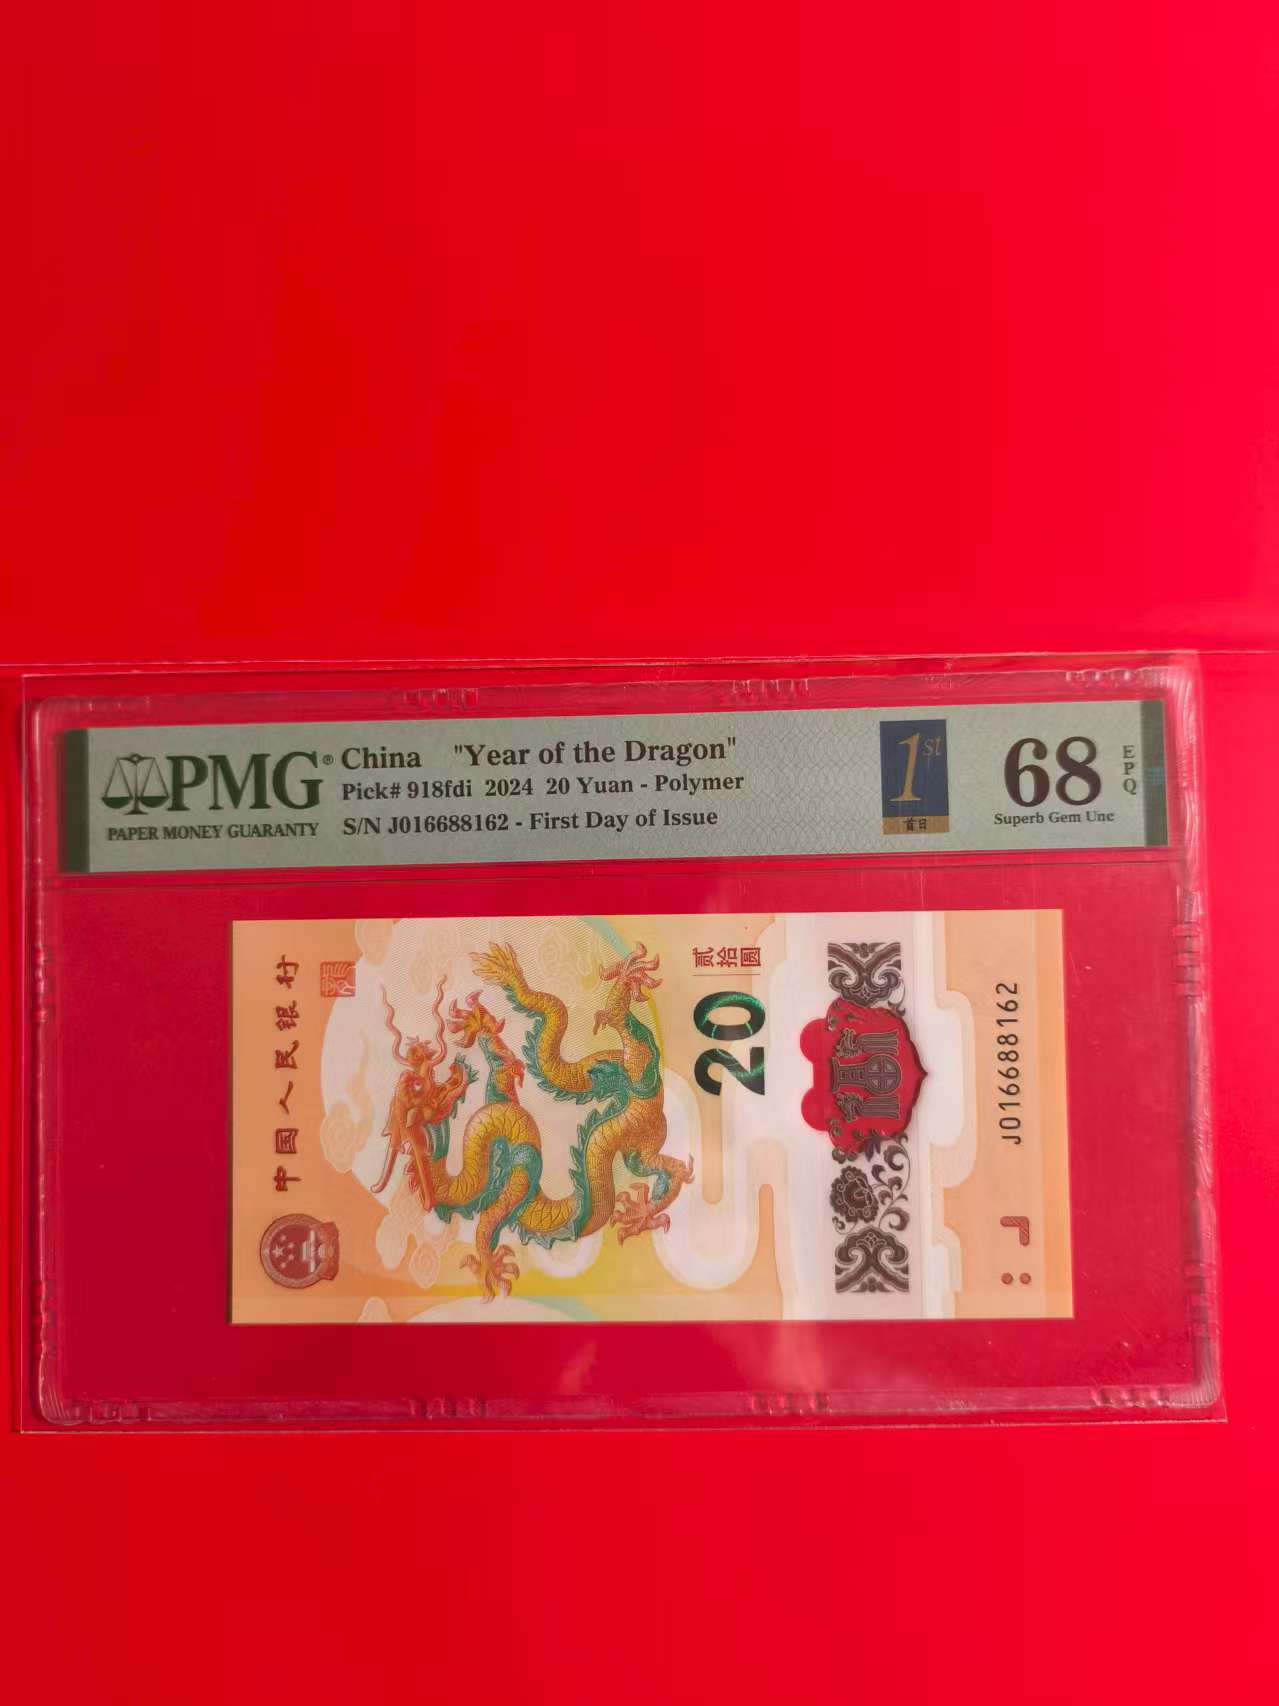 PMG®
PAPER MONEY GUARANTY
China "Year of the Dragon"
Pick# 918fdi 2024 20 Yuan - Polymer
S/N J016688162 - First Day of Issue
1st
首日
68
EPQ
Superb Gem Unc
中国人民银行
贰拾圆
20
J016688162